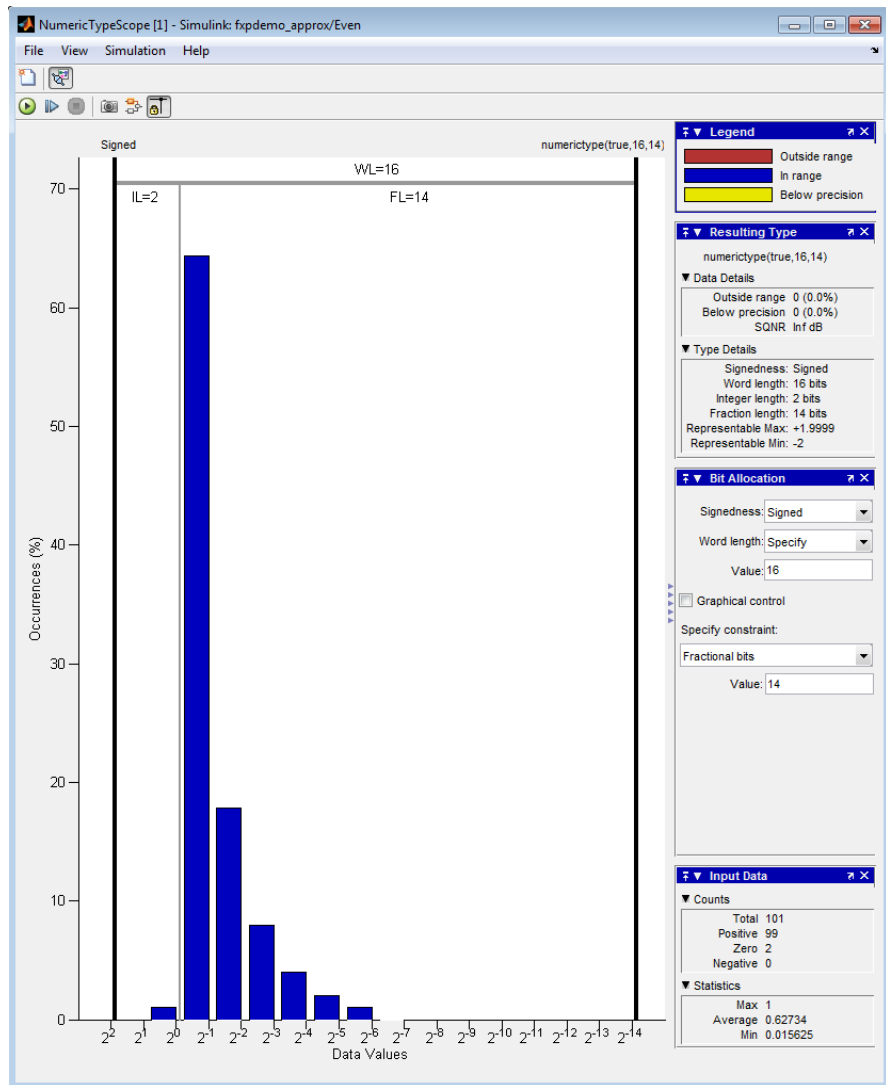 NumericTypeScope [1] - Simulink: fxpdemo_approx/Even
File View Simulation Help
Signed
numerictype(true,16,14)
WL=16
IL=2
FL=14
70
60
50
40
30
20
10
0
Occurrences (%)
2² 2¹ 2⁰ 2⁻¹ 2⁻² 2⁻³ 2⁻⁴ 2⁻⁵ 2⁻⁶ 2⁻⁷ 2⁻⁸ 2⁻⁹ 2⁻¹⁰ 2⁻¹¹ 2⁻¹² 2⁻¹³ 2⁻¹⁴
Data Values
Legend
Outside range
In range
Below precision
Resulting Type
numerictype(true,16,14)
Data Details
Outside range 0 (0.0%)
Below precision 0 (0.0%)
SQNR Inf dB
Type Details
Signedness: Signed
Word length: 16 bits
Integer length: 2 bits
Fraction length: 14 bits
Representable Max: +1.9999
Representable Min: -2
Bit Allocation
Signedness: Signed
Word length: Specify
Value: 16
Graphical control
Specify constraint:
Fractional bits
Value: 14
Input Data
Counts
Total 101
Positive 99
Zero 2
Negative 0
Statistics
Max 1
Average 0.62734
Min 0.015625